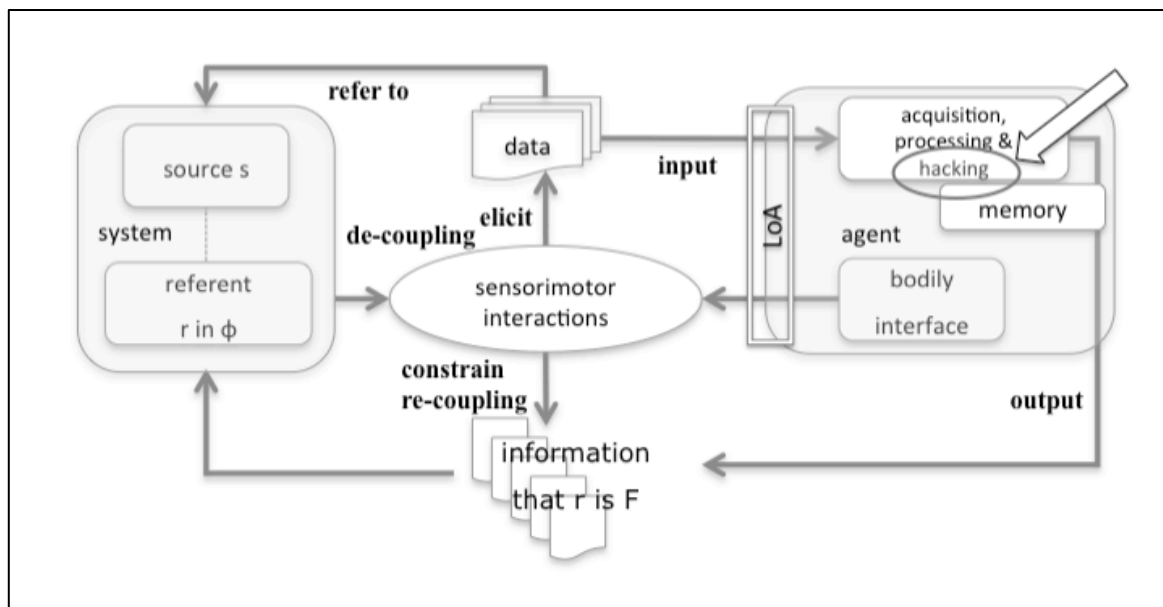 refer to
source s
system
referent
r in ϕ
data
elicit
de-coupling
sensorimotor
interactions
constrain
re-coupling
information
that r is F
input
LoA
acquisition,
processing &
hacking
memory
agent
bodily
interface
output